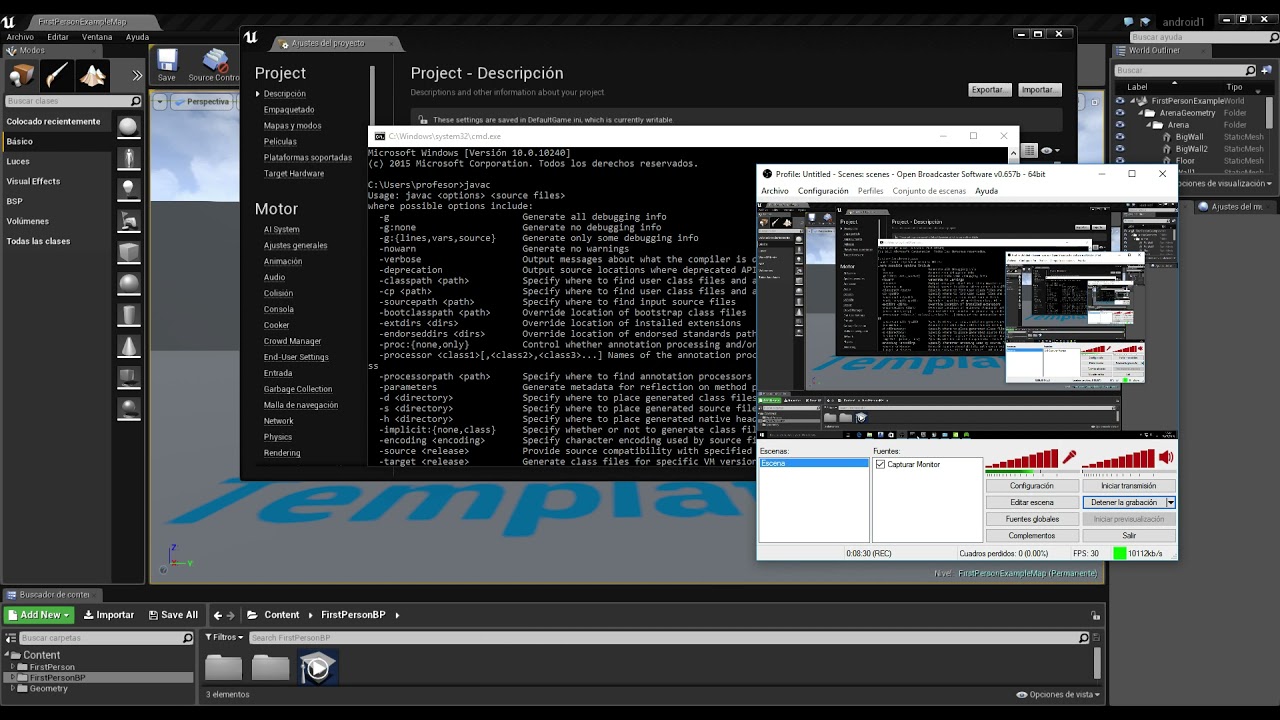 FirstPersonExampleMap
android1
Archivo Editar Ventana Ayuda
Buscar ayuda
Modes
Save
Source Contro
Buscar clases
Colocado recientemente
Básico
Luces
Visual Effects
BSP
Volúmenes
Todas las clases
Perspectiva
Ajustes del proyecto
Project
Descripción
Empaquetado
Mapas y modos
Películas
Plataformas soportadas
Target Hardware
Motor
AI System
Ajustes generales
Animación
Audio
Colisión
Consola
Cooker
Crowd Manager
End-User Settings
Entrada
Garbage Collection
Malla de navegación
Network
Physics
Rendering
Project - Descripción
Descriptions and other information about your project
Exportar...
Importar...
These settings are saved in DefaultGame.ini, which is currently writable.
C:\Windows\system32\cmd.exe
Microsoft Windows [Versión 10.0.10240]
(c) 2015 Microsoft Corporation. Todos los derechos reservados.
C:\Users\profesor>javac
Usage: javac <options> <source files>
where possible options include:
-g Generate all debugging info
-g:none Generate no debugging info
-g:{lines,vars,source} Generate only some debugging info
-nowarn Generate no warnings
-verbose Output messages about what the compiler is d
-deprecation Output source locations where deprecated API
-classpath <path> Specify where to find user class files and a
-cp <path> Specify where to find user class files and a
-sourcepath <path> Specify where to find input source files
-bootclasspath <path> Override location of bootstrap class files
-extdirs <dirs> Override location of installed extensions
-endorseddirs <dirs> Override location of endorsed standards path
-proc:{none,only} Control whether annotation processing and/or
-processor <class1>[,<class2>,<class3>...] Names of the annotation proce
ss
-processorpath <path> Specify where to find annotation processors
-parameters Generate metadata for reflection on method p
-d <directory> Specify where to place generated class files
-s <directory> Specify where to place generated source file
-h <directory> Specify where to place generated native head
-implicit:{none,class} Specify whether or not to generate class fil
-encoding <encoding> Specify character encoding used by source fi
-source <release> Provide source compatibility with specified
-target <release> Generate class files for specific VM version
World Outliner
Buscar
Label Tipo
FirstPersonExample World
ArenaGeometry Folder
Arena Folder
BigWall StaticMesh
BigWall2 StaticMesh
Floor StaticMesh
StaticMesh
pciones de visualización
Ajustes del mu
Profile: Untitled - Scenes: scenes - Open Broadcaster Software v0.657b - 64bit
Archivo Configuración Perfiles Conjunto de escenas Ayuda
Escenas:
Escena
Fuentes:
Capturar Monitor
Configuración
Iniciar transmisión
Editar escena
Detener la grabación
Fuentes globales
Iniciar previsualización
Complementos
Salir
0:08:30 (REC)
Cuadros perdidos: 0 (0.00%)
FPS: 30
10112kb/s
Templa
Z
Y
Nivel: FirstPersonExampleMap (Permanente)
Buscador de conte
Add New
Importar
Save All
Content
FirstPersonBP
Buscar carpetas
Content
FirstPerson
FirstPersonBP
Geometry
Filtros
Search FirstPersonBP
3 elementos
Opciones de vista